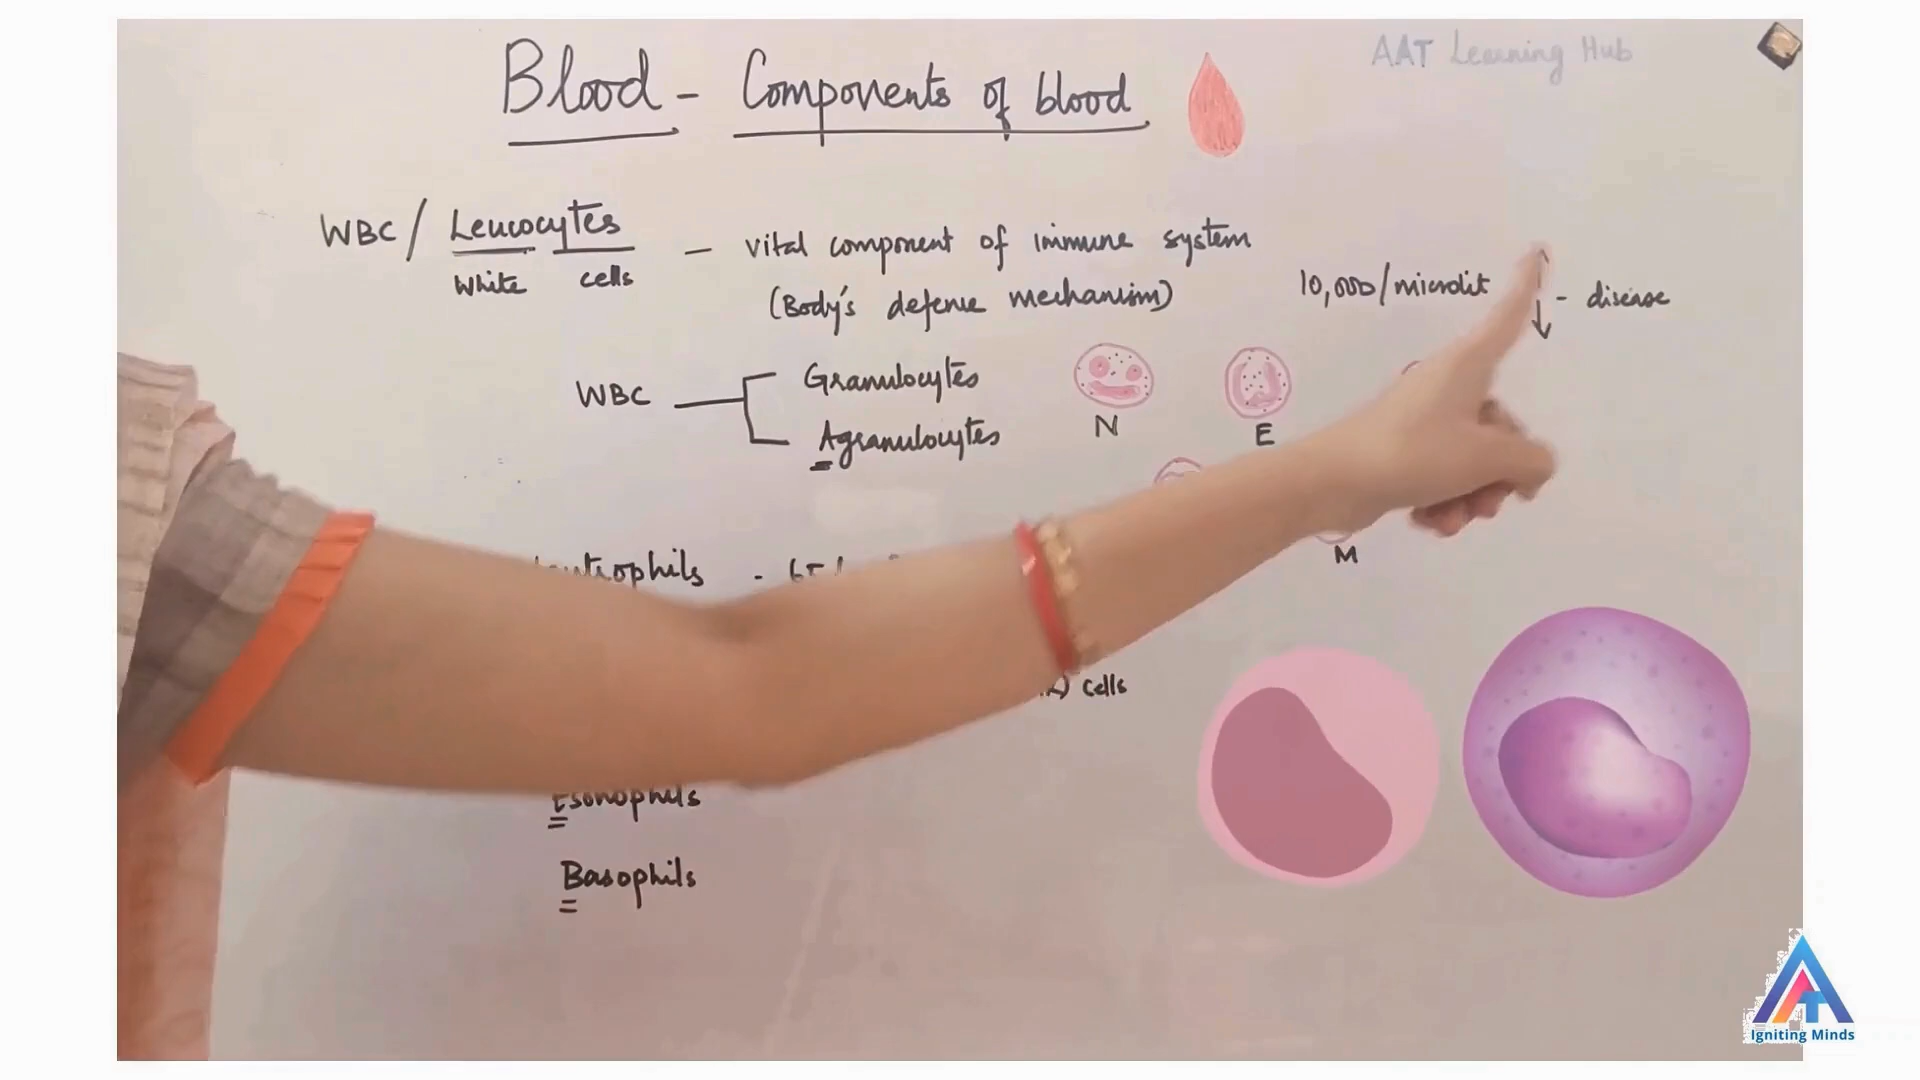 Blood - Components of blood
AAT Learning Hub
WBC / Leucocytes - vital component of immune system
White cells
(Body's defense mechanism)
10,000/microlit ↑↓ - disease
WBC
Granulocytes
Agranulocytes
N
E
M
cells
Basophils
Igniting Minds